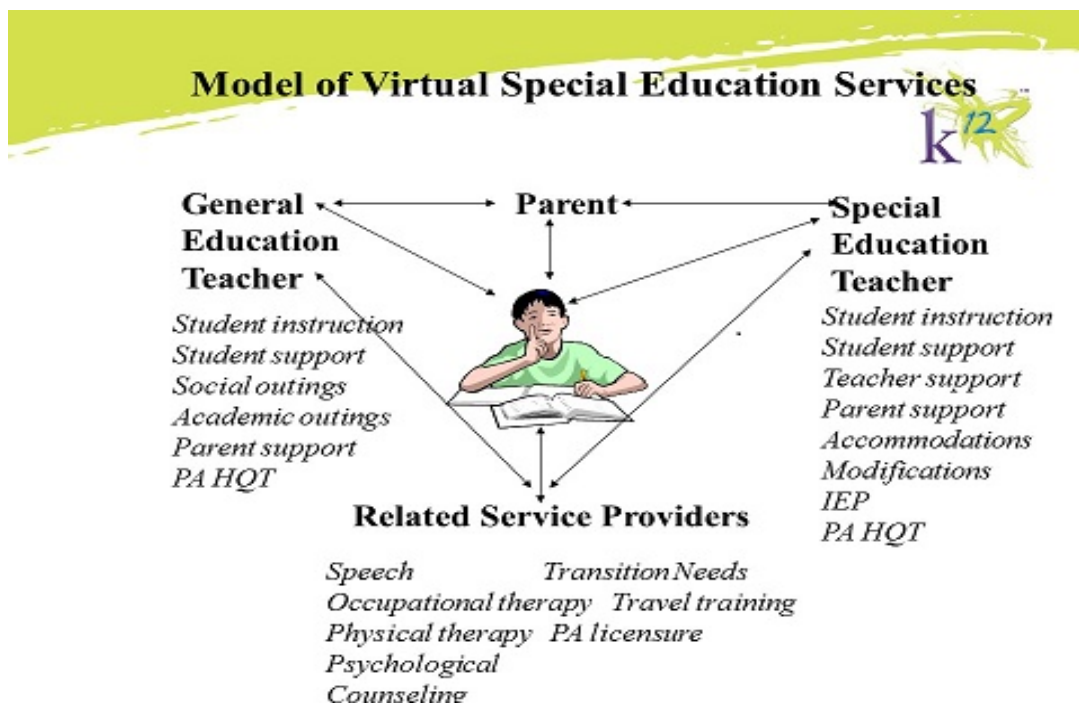 Model of Virtual Special Education Services
k12
General
Education
Teacher
Student instruction
Student support
Social outings
Academic outings
Parent support
PA HQT
Parent
Special
Education
Teacher
Student instruction
Student support
Teacher support
Parent support
Accommodations
Modifications
IEP
PA HQT
Related Service Providers
Speech Transition Needs
Occupational therapy Travel training
Physical therapy PA licensure
Psychological
Counseling